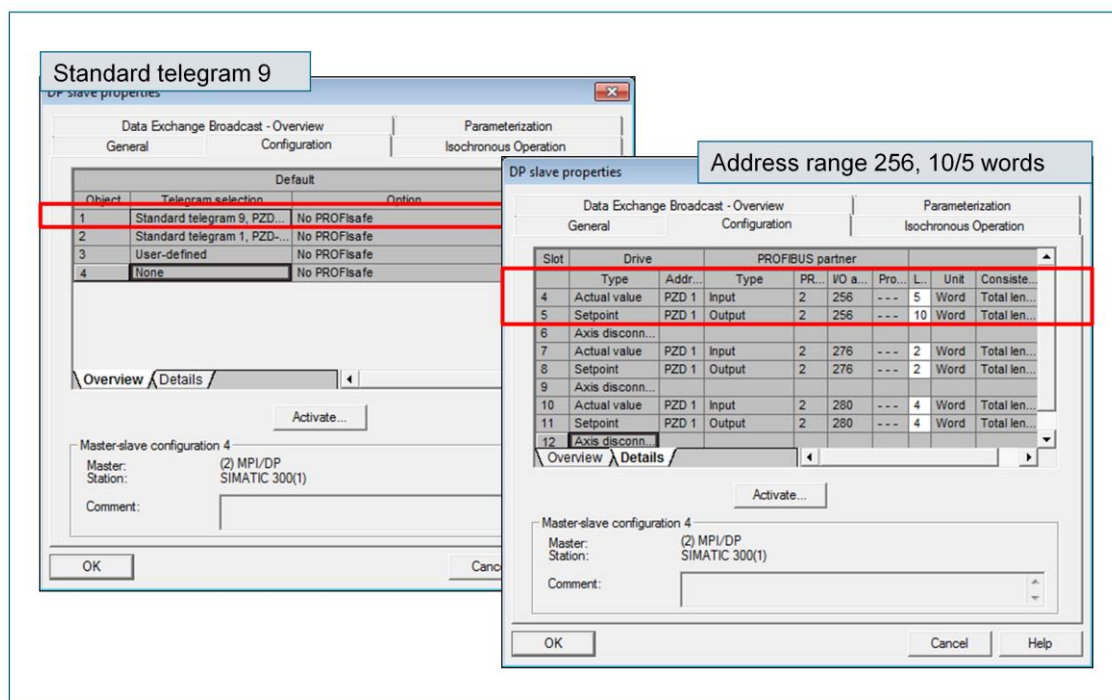 Standard telegram 9
DP slave properties
Data Exchange Broadcast - Overview Parameterization
General Configuration Isochronous Operation
Default
Object Telegram selection Option
1 Standard telegram 9, PZD... No PROFIsafe
2 Standard telegram 1, PZD-... No PROFIsafe
3 User-defined No PROFIsafe
4 None No PROFIsafe
Overview Details
Activate...
Master-slave configuration 4
Master: (2) MPI/DP
Station: SIMATIC 300(1)
Comment:
OK
Address range 256, 10/5 words
DP slave properties
Data Exchange Broadcast - Overview Parameterization
General Configuration Isochronous Operation
Slot Drive PROFIBUS partner
Type Addr... Type PR... I/O a... Pro... L... Unit Consiste...
4 Actual value PZD 1 Input 2 256 - - - 5 Word Total len...
5 Setpoint PZD 1 Output 2 256 - - - 10 Word Total len...
6 Axis disconn...
7 Actual value PZD 1 Input 2 276 - - - 2 Word Total len...
8 Setpoint PZD 1 Output 2 276 - - - 2 Word Total len...
9 Axis disconn...
10 Actual value PZD 1 Input 2 280 - - - 4 Word Total len...
11 Setpoint PZD 1 Output 2 280 - - - 4 Word Total len...
12 Axis disconn...
Overview Details
Activate...
Master-slave configuration 4
Master: (2) MPI/DP
Station: SIMATIC 300(1)
Comment:
OK Cancel Help